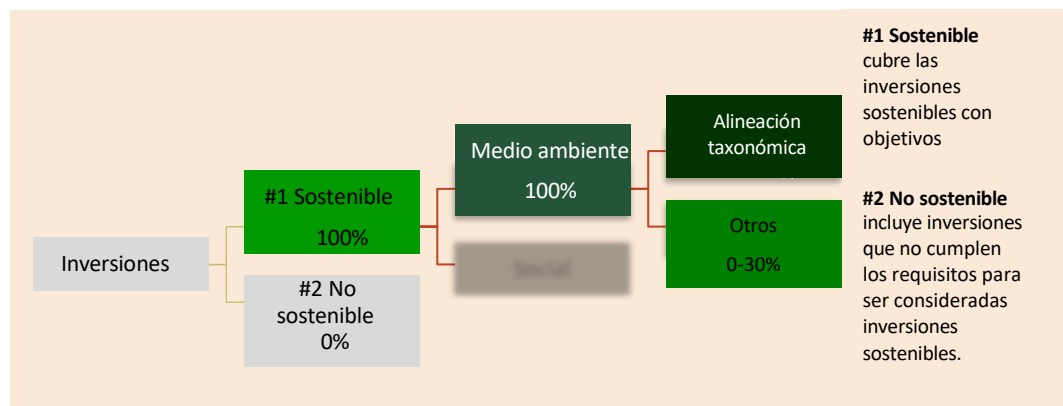 Inversiones
#1 Sostenible
100%
#2 No
sostenible
0%
Medio ambiente
100%
Social
Alineación
taxonómica
Otros
0-30%
#1 Sostenible
cubre las
inversiones
sostenibles con
objetivos
#2 No sostenible
incluye inversiones
que no cumplen
los requisitos para
ser consideradas
inversiones
sostenibles.